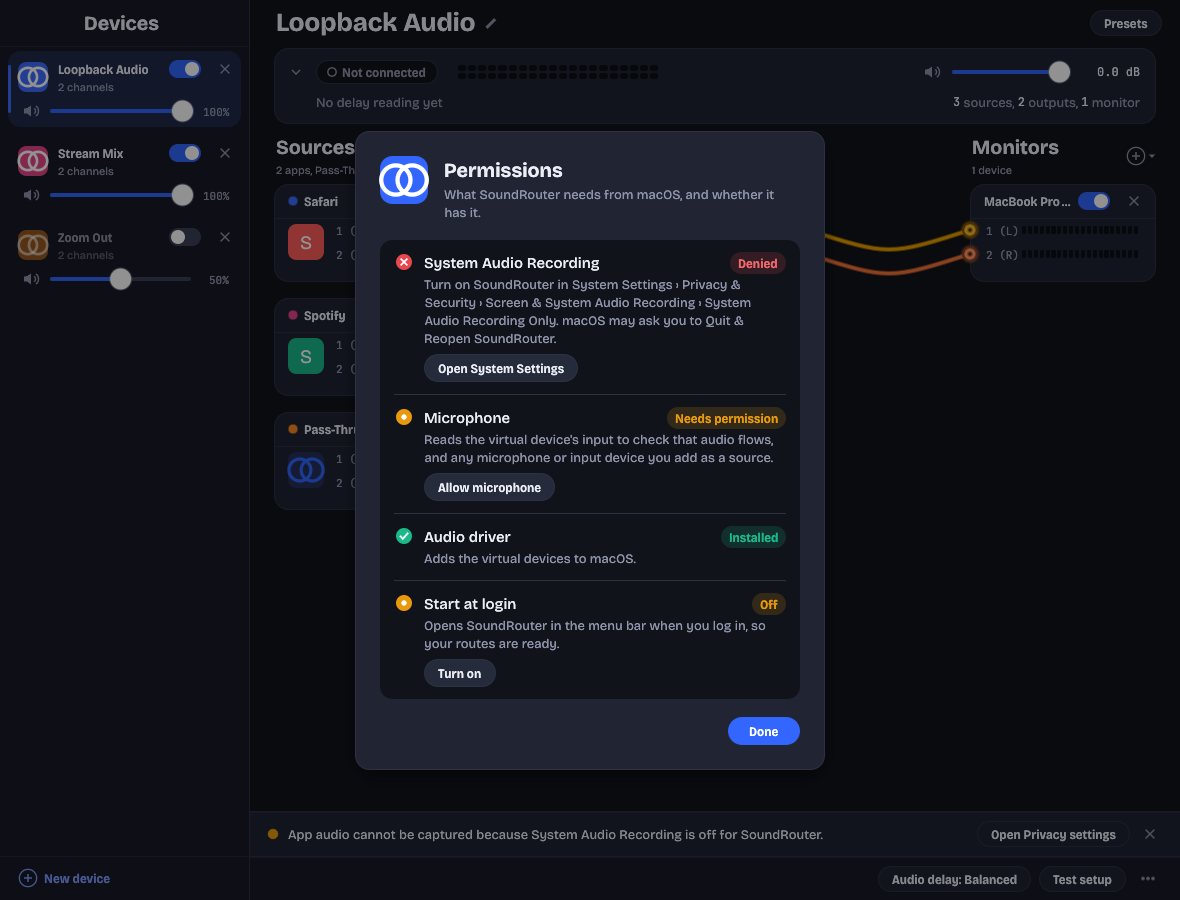 Devices
Loopback Audio
Presets
Loopback Audio
2 channels
100%
Stream Mix
2 channels
100%
Zoom Out
2 channels
50%
New device
Not connected
0.0 dB
No delay reading yet
3 sources, 2 outputs, 1 monitor
Sources
2 apps, Pass-Th
Safari
S
1 (
2 (
Spotify
S
1 (
2 (
Pass-Thru
1 (
2 (
Monitors
1 device
MacBook Pro ...
1 (L)
2 (R)
Permissions
What SoundRouter needs from macOS, and whether it
has it.
System Audio Recording
Denied
Turn on SoundRouter in System Settings › Privacy &
Security › Screen & System Audio Recording › System
Audio Recording Only. macOS may ask you to Quit &
Reopen SoundRouter.
Open System Settings
Microphone
Needs permission
Reads the virtual device's input to check that audio flows,
and any microphone or input device you add as a source.
Allow microphone
Audio driver
Installed
Adds the virtual devices to macOS.
Start at login
Off
Opens SoundRouter in the menu bar when you log in, so
your routes are ready.
Turn on
Done
App audio cannot be captured because System Audio Recording is off for SoundRouter.
Open Privacy settings
Audio delay: Balanced
Test setup